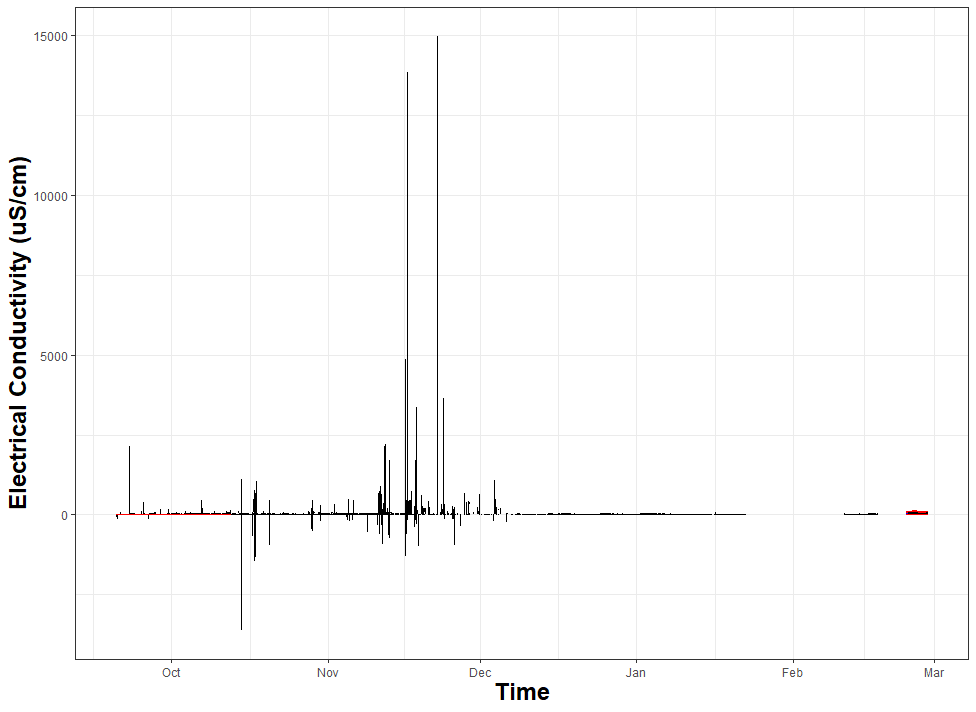 Electrical Conductivity (uS/cm)
15000
10000
5000
0
Oct Nov Dec Jan Feb Mar
Time